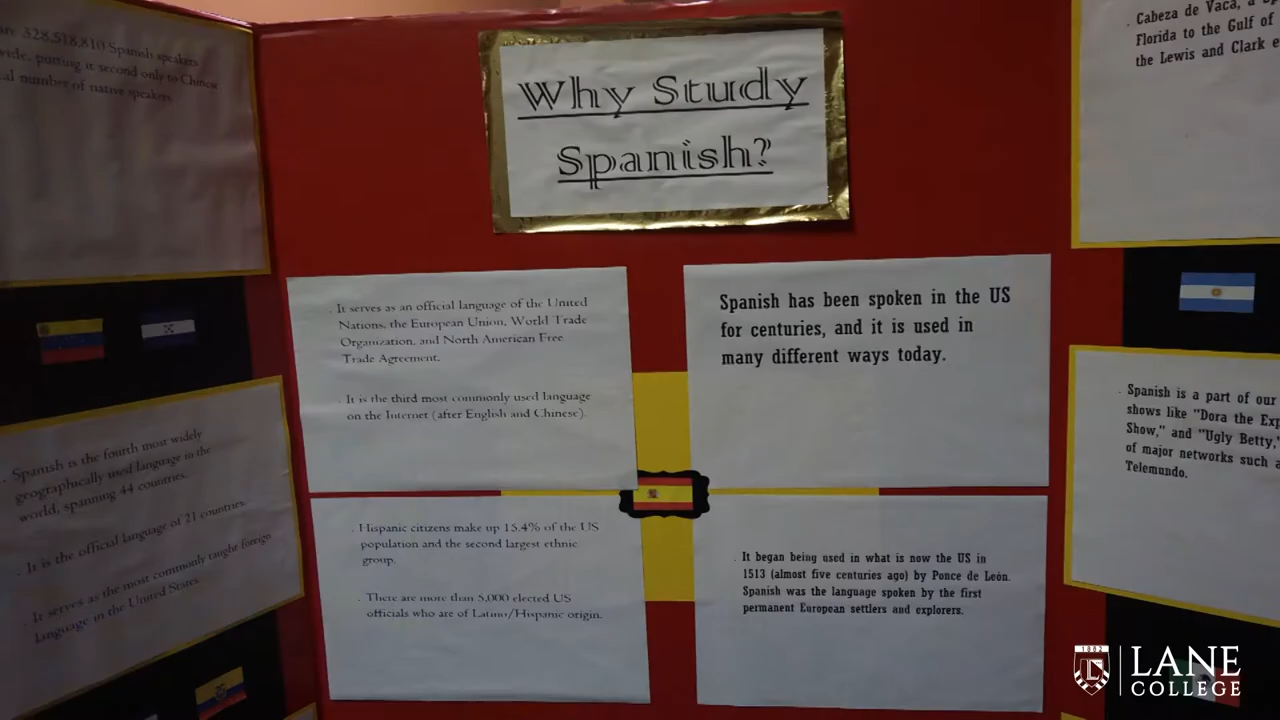 Why Study
Spanish?
328,518,810 Spanish speakers
wide, putting it second only to Chinese
number of native speakers.
. Spanish is the fourth most widely
geographically used language in the
world, spanning 44 countries.
. It is the official language of 21 countries.
. It serves as the most commonly taught foreign
language in the United States.
. It serves as an official language of the United
Nations, the European Union, World Trade
Organization, and North American Free
Trade Agreement.
. It is the third most commonly used language
on the Internet (after English and Chinese).
. Hispanic citizens make up 15.4% of the US
population and the second largest ethnic
group.
. There are more than 5,000 elected US
officials who are of Latino/Hispanic origin.
Spanish has been spoken in the US
for centuries, and it is used in
many different ways today.
. It began being used in what is now the US in
1513 (almost five centuries ago) by Ponce de León.
Spanish was the language spoken by the first
permanent European settlers and explorers.
. Cabeza de Vaca, a
Florida to the Gulf of
the Lewis and Clark
. Spanish is a part of our
shows like "Dora the
Show," and "Ugly Betty,"
of major networks such
Telemundo.
1882
L
LANE
COLLEGE